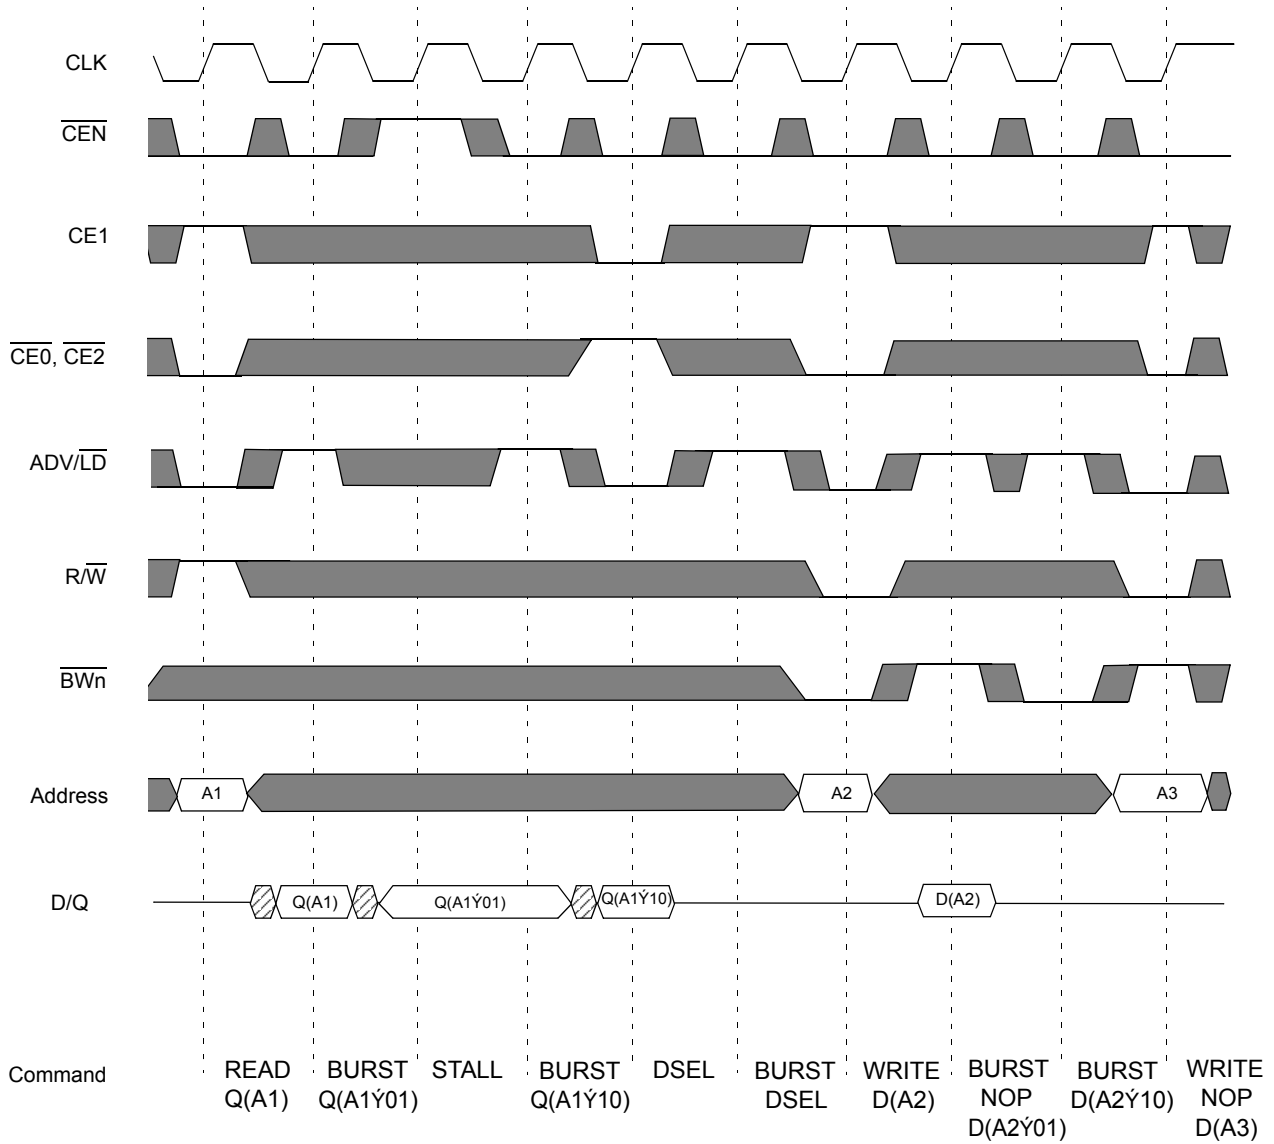 CLK
CEN
CE1
CE0, CE2
ADV/LD
R/W
BWn
Address
A1
A2
A3
D/Q
Q(A1)
Q(A1Ý01)
Q(A1Ý10)
D(A2)
Command
READ
Q(A1)
BURST
Q(A1Ý01)
STALL
BURST
Q(A1Ý10)
DSEL
BURST
DSEL
WRITE
D(A2)
BURST
NOP
D(A2Ý01)
BURST
D(A2Ý10)
WRITE
NOP
D(A3)